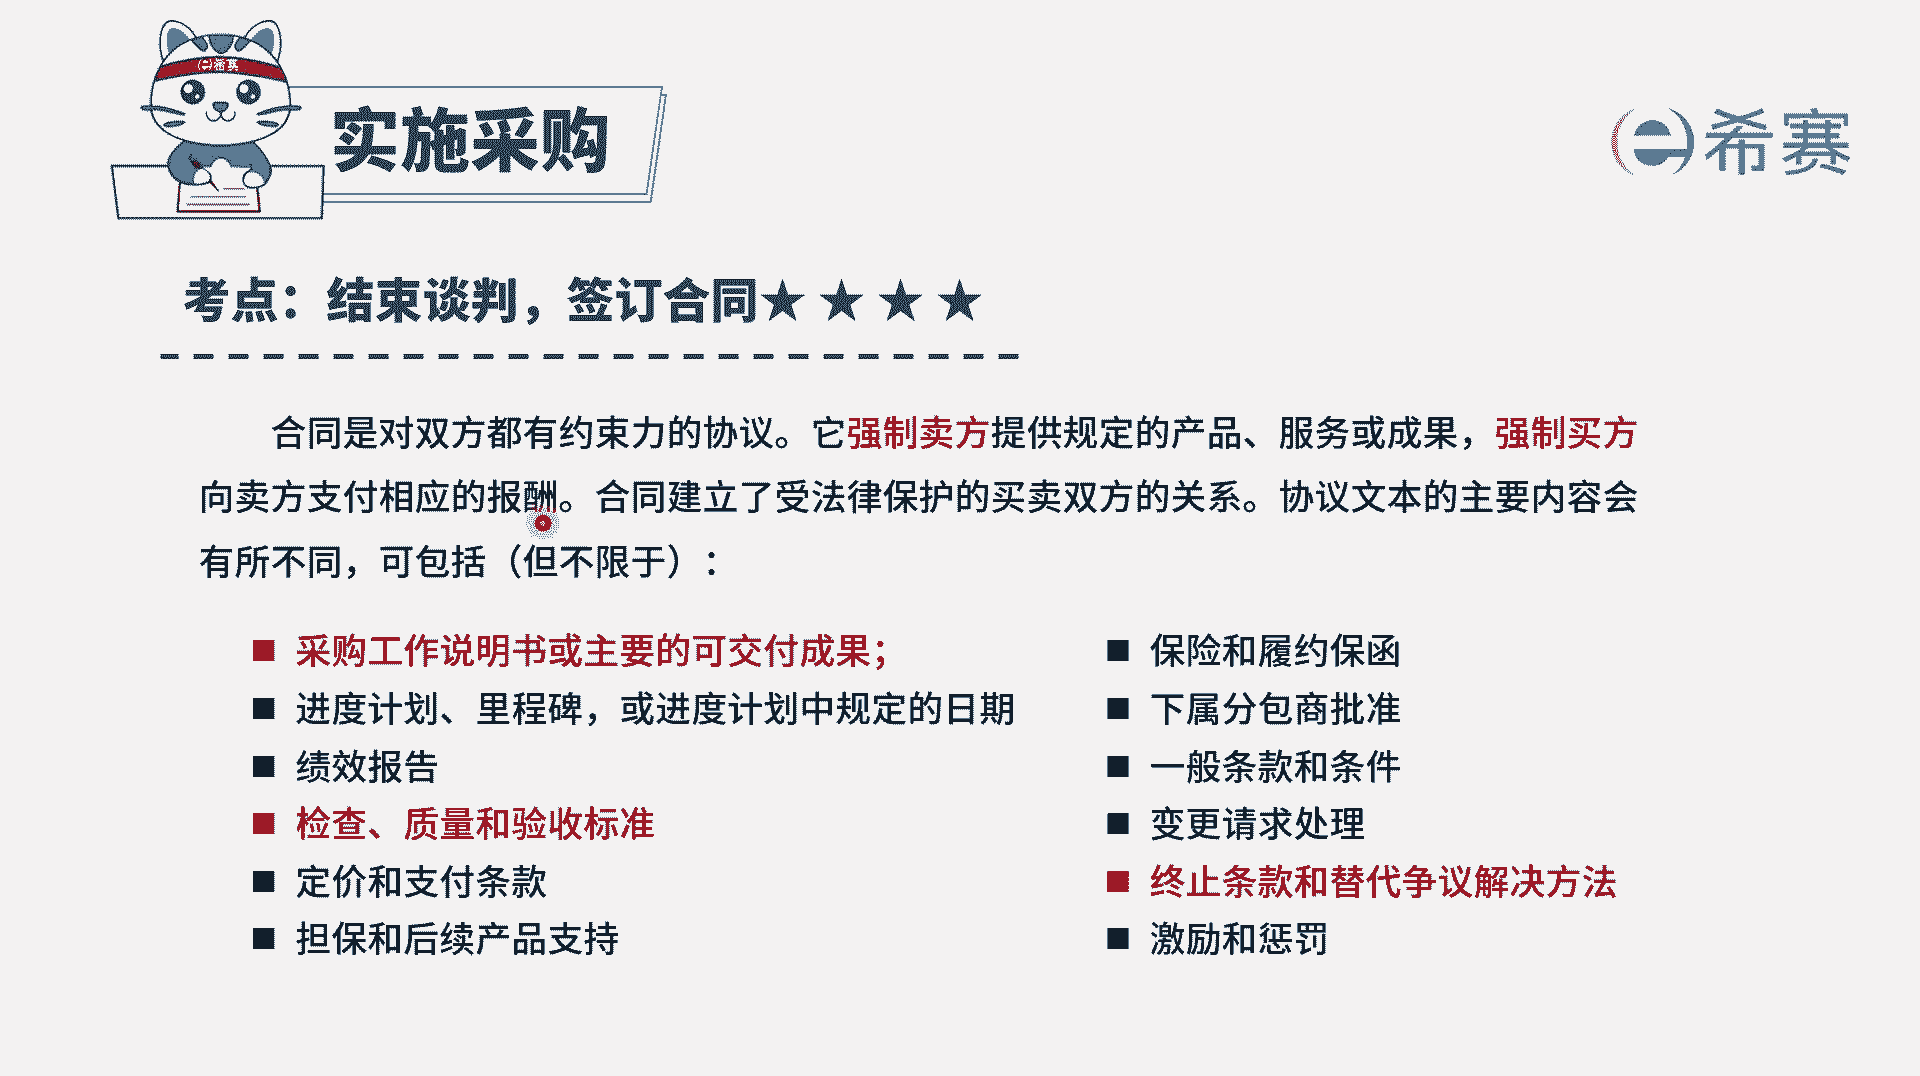 希赛
实施采购
希赛
考点：结束谈判，签订合同★★★★
合同是对双方都有约束力的协议。它强制卖方提供规定的产品、服务或成果，强制买方
向卖方支付相应的报酬。合同建立了受法律保护的买卖双方的关系。协议文本的主要内容会
有所不同，可包括（但不限于）：
采购工作说明书或主要的可交付成果；
进度计划、里程碑，或进度计划中规定的日期
绩效报告
检查、质量和验收标准
定价和支付条款
担保和后续产品支持
保险和履约保函
下属分包商批准
一般条款和条件
变更请求处理
终止条款和替代争议解决方法
激励和惩罚